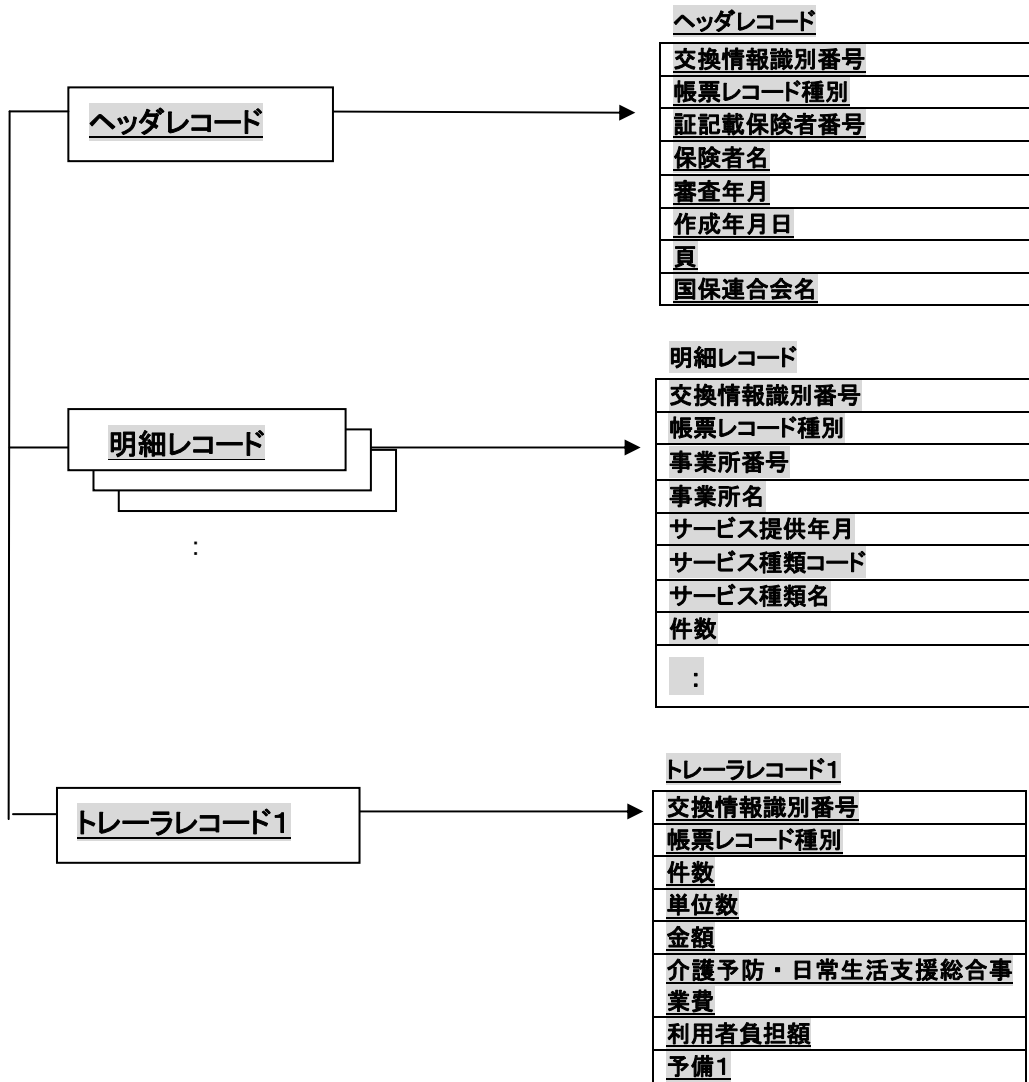 ヘッダレコード
ヘッダレコード
交換情報識別番号
帳票レコード種別
証記載保険者番号
保険者名
審査年月
作成年月日
頁
国保連合会名
明細レコード
:
明細レコード
交換情報識別番号
帳票レコード種別
事業所番号
事業所名
サービス提供年月
サービス種類コード
サービス種類名
件数
:
トレーラレコード1
トレーラレコード1
交換情報識別番号
帳票レコード種別
件数
単位数
金額
介護予防・日常生活支援総合事
業費
利用者負担額
予備1